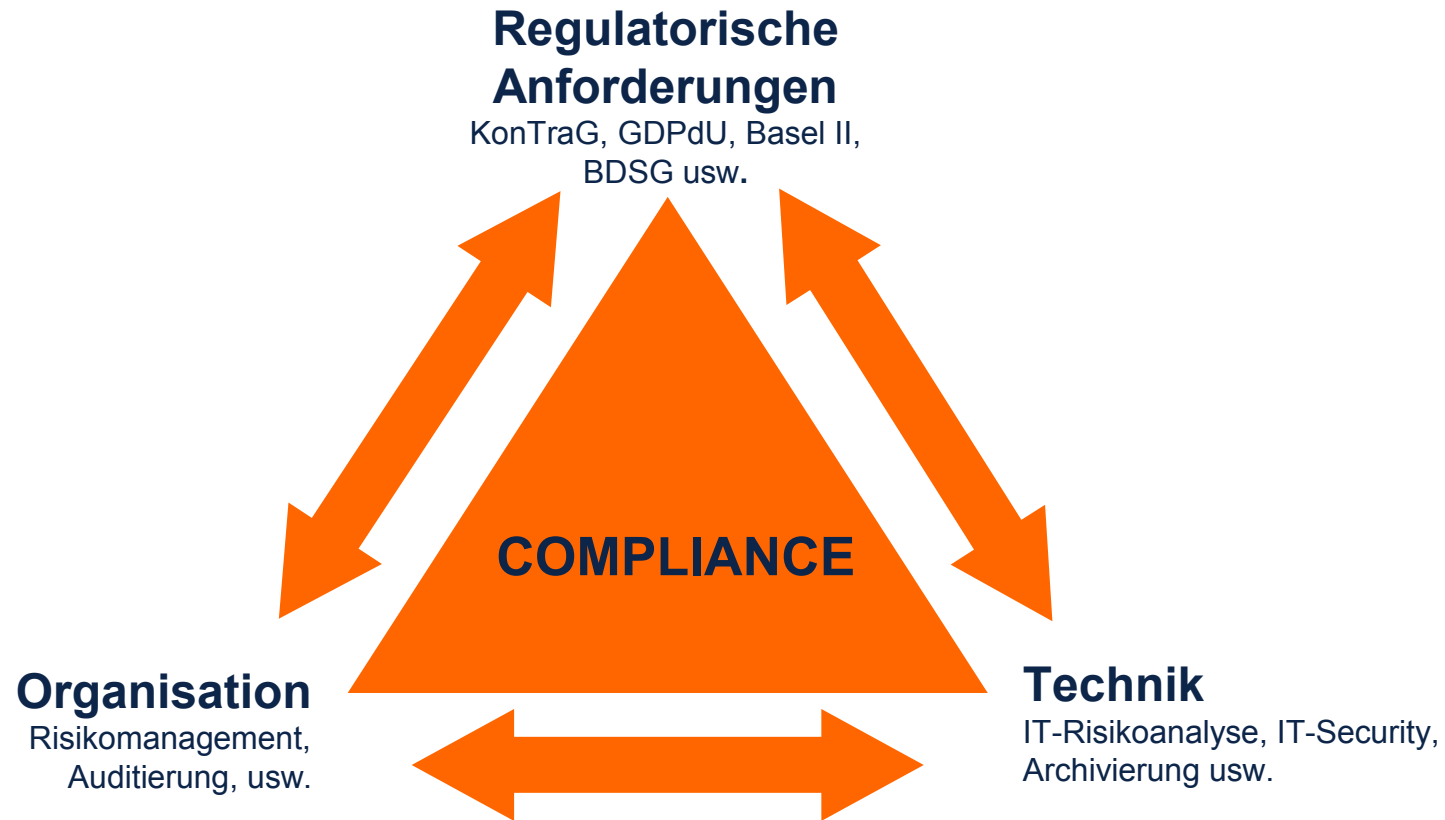 Regulatorische
Anforderungen
KonTraG, GDPdU, Basel II,
BDSG usw.
COMPLIANCE
Organisation
Risikomanagement,
Auditierung, usw.
Technik
IT-Risikoanalyse, IT-Security,
Archivierung usw.